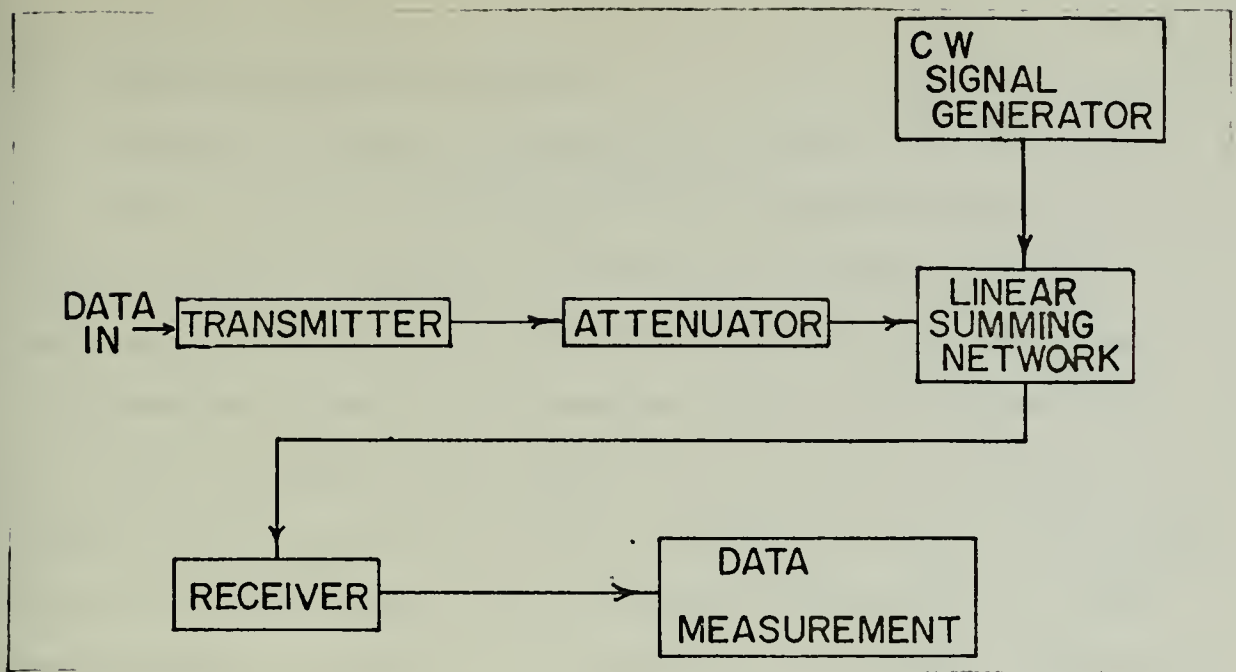 CW
SIGNAL
GENERATOR
DATA
IN
TRANSMITTER
ATTENUATOR
LINEAR
SUMMING
NETWORK
RECEIVER
DATA
MEASUREMENT